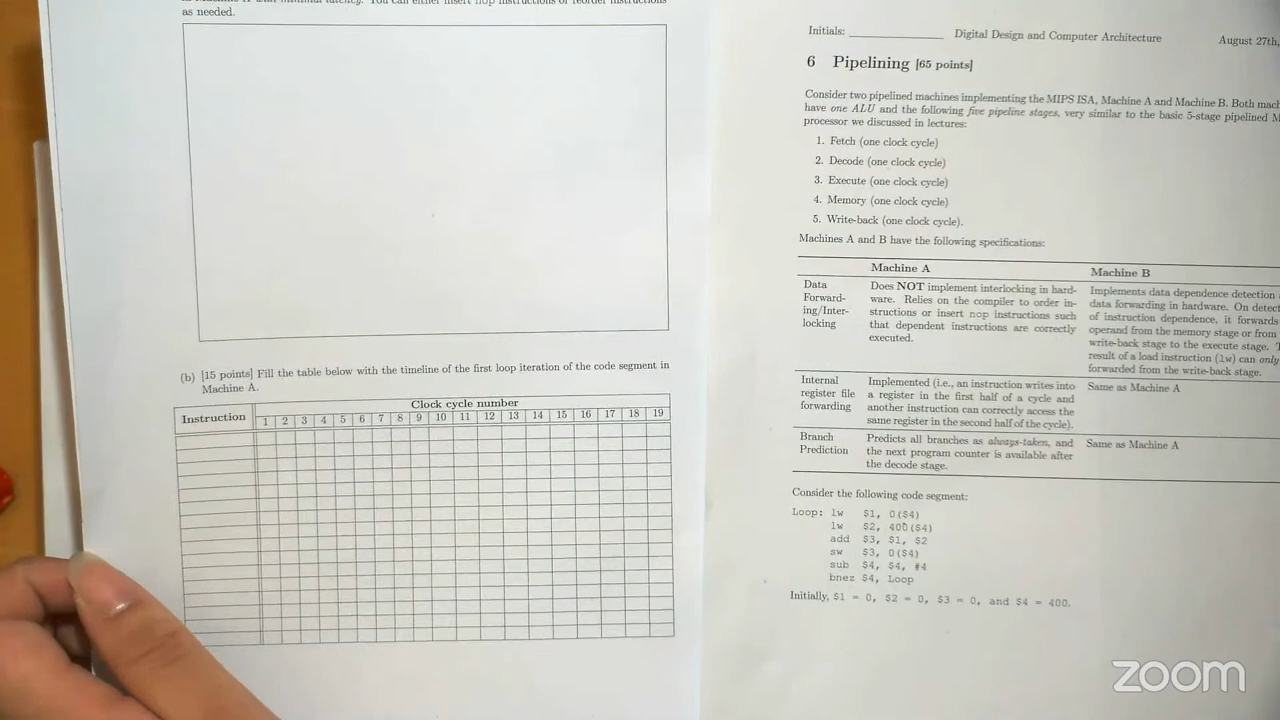 as needed.
(b) [15 points] Fill the table below with the timeline of the first loop iteration of the code segment in
Machine A.
Instruction
Clock cycle number
1 2 3 4 5 6 7 8 9 10 11 12 13 14 15 16 17 18 19
Initials: Digital Design and Computer Architecture August 27th,
6 Pipelining [65 points]
Consider two pipelined machines implementing the MIPS ISA, Machine A and Machine B. Both
have one ALU and the following five pipeline stages, very similar to the basic 5-stage pipelined
processor we discussed in lectures:
1. Fetch (one clock cycle)
2. Decode (one clock cycle)
3. Execute (one clock cycle)
4. Memory (one clock cycle)
5. Write-back (one clock cycle).
Machines A and B have the following specifications:
Machine A Machine B
Data
Forward-
ing/Inter-
locking
Does NOT implement interlocking in hard-
ware. Relies on the compiler to order in-
structions or insert nop instructions such
that dependent instructions are correctly
executed.
Implements data dependence detection
data forwarding in hardware. On
of instruction dependence, it forwards
operand from the memory stage or from
write-back stage to the execute stage.
result of a load instruction (lw) can only
forwarded from the write-back stage.
Internal
register file
forwarding
Implemented (i.e., an instruction writes into
a register in the first half of a cycle and
another instruction can correctly access the
same register in the second half of the cycle).
Same as Machine A
Branch
Prediction
Predicts all branches as always-taken, and
the next program counter is available after
the decode stage.
Same as Machine A
Consider the following code segment:
Loop: lw $1, 0($4)
lw $2, 400($4)
add $3, $1, $2
sw $3, 0($4)
sub $4, $4, #4
bnez $4, Loop
Initially, $1 = 0, $2 = 0, $3 = 0, and $4 = 400.
zoom